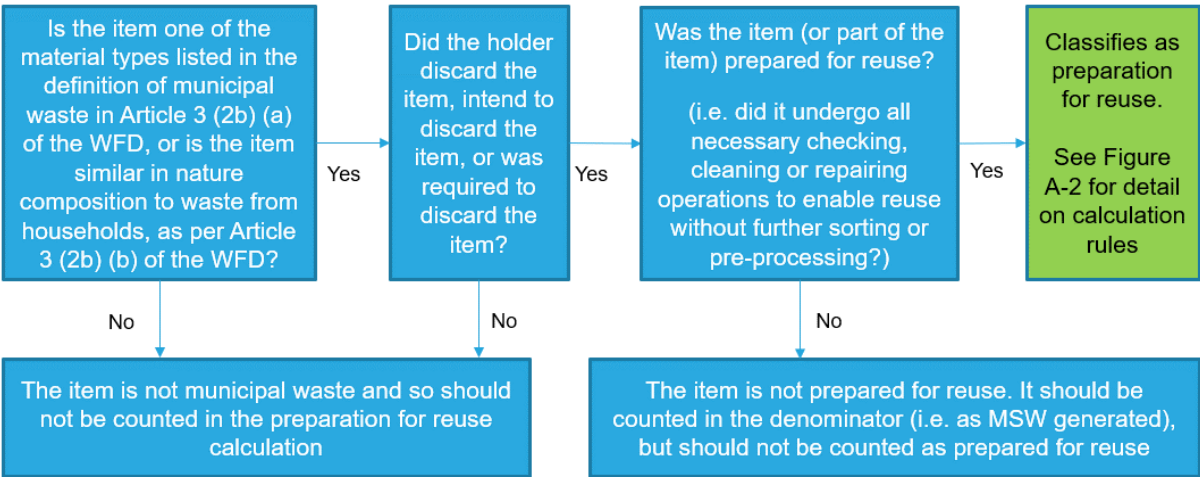 Is the item one of the
material types listed in the
definition of municipal
waste in Article 3 (2b) (a)
of the WFD, or is the item
similar in nature
composition to waste from
households, as per Article
3 (2b) (b) of the WFD?
Yes
Did the holder
discard the
item, intend to
discard the
item, or was
required to
discard the
item?
Yes
Was the item (or part of the
item) prepared for reuse?
(i.e. did it undergo all
necessary checking,
cleaning or repairing
operations to enable reuse
without further sorting or
pre-processing?)
Yes
Classifies as
preparation
for reuse.
See Figure
A-2 for detail
on calculation
rules
No
No
No
The item is not municipal waste and so should
not be counted in the preparation for reuse
calculation
The item is not prepared for reuse. It should be
counted in the denominator (i.e. as MSW generated),
but should not be counted as prepared for reuse